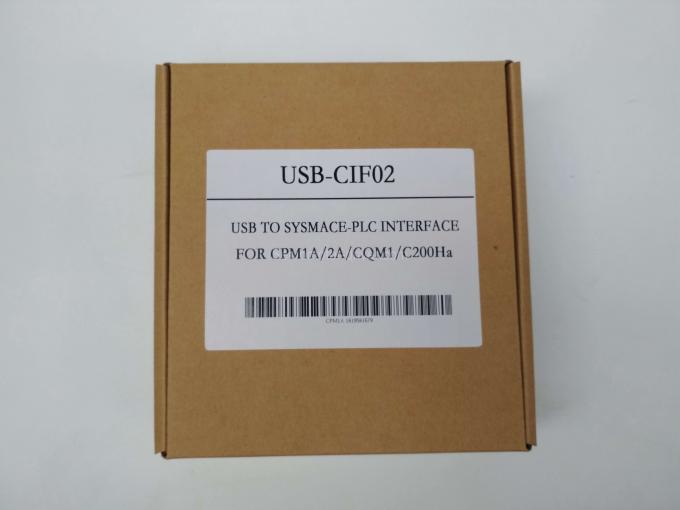 USB-CIF02
USB TO SYSMACE-PLC INTERFACE
FOR CPM1A/2A/CQM1/C200Ha